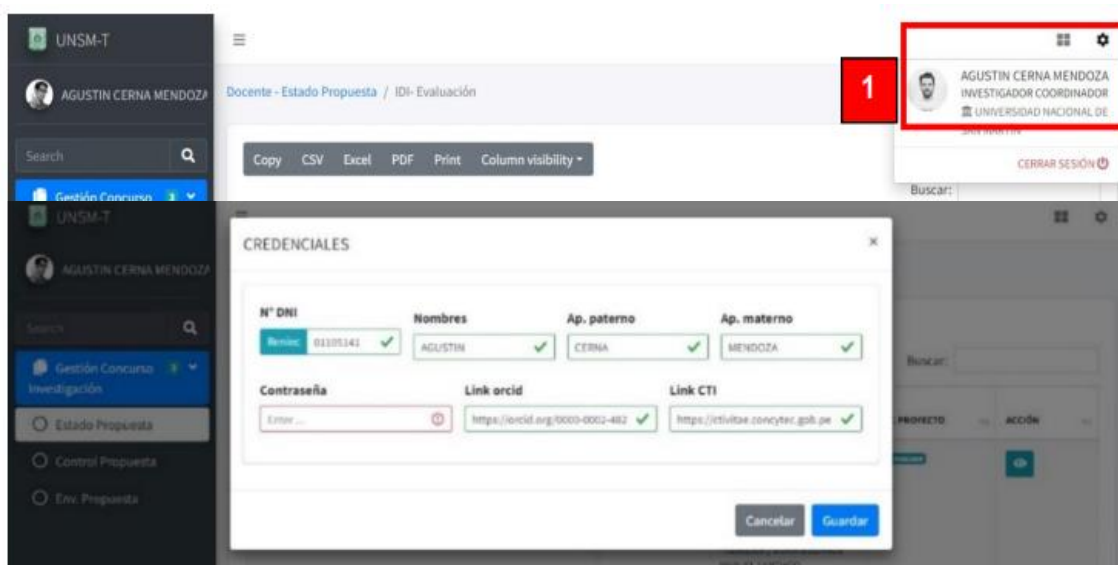 UNSM-T
AGUSTIN CERNA MENDOZA
Search
Gestión Concurso 3
Docente - Estado Propuesta / IDI- Evaluación
Copy CSV Excel PDF Print Column visibility
Buscar:
1
AGUSTIN CERNA MENDOZA
INVESTIGADOR COORDINADOR
UNIVERSIDAD NACIONAL DE
SAN MARTIN
CERRAR SESIÓN
UNSM-T
AGUSTIN CERNA MENDOZA
Search
Gestión Concurso 3
Investigación
Estado Propuesta
Control Propuesta
Env. Propuesta
CREDENCIALES ×
N° DNI Nombres Ap. paterno Ap. materno
Reniec 01105141 AGUSTIN CERNA MENDOZA
Contraseña Link orcid Link CTI
Enter ... https://orcid.org/0000-0002-482 https://ctivitae.concytec.gob.pe
Cancelar Guardar
Buscar:
PROYECTO ACCIÓN